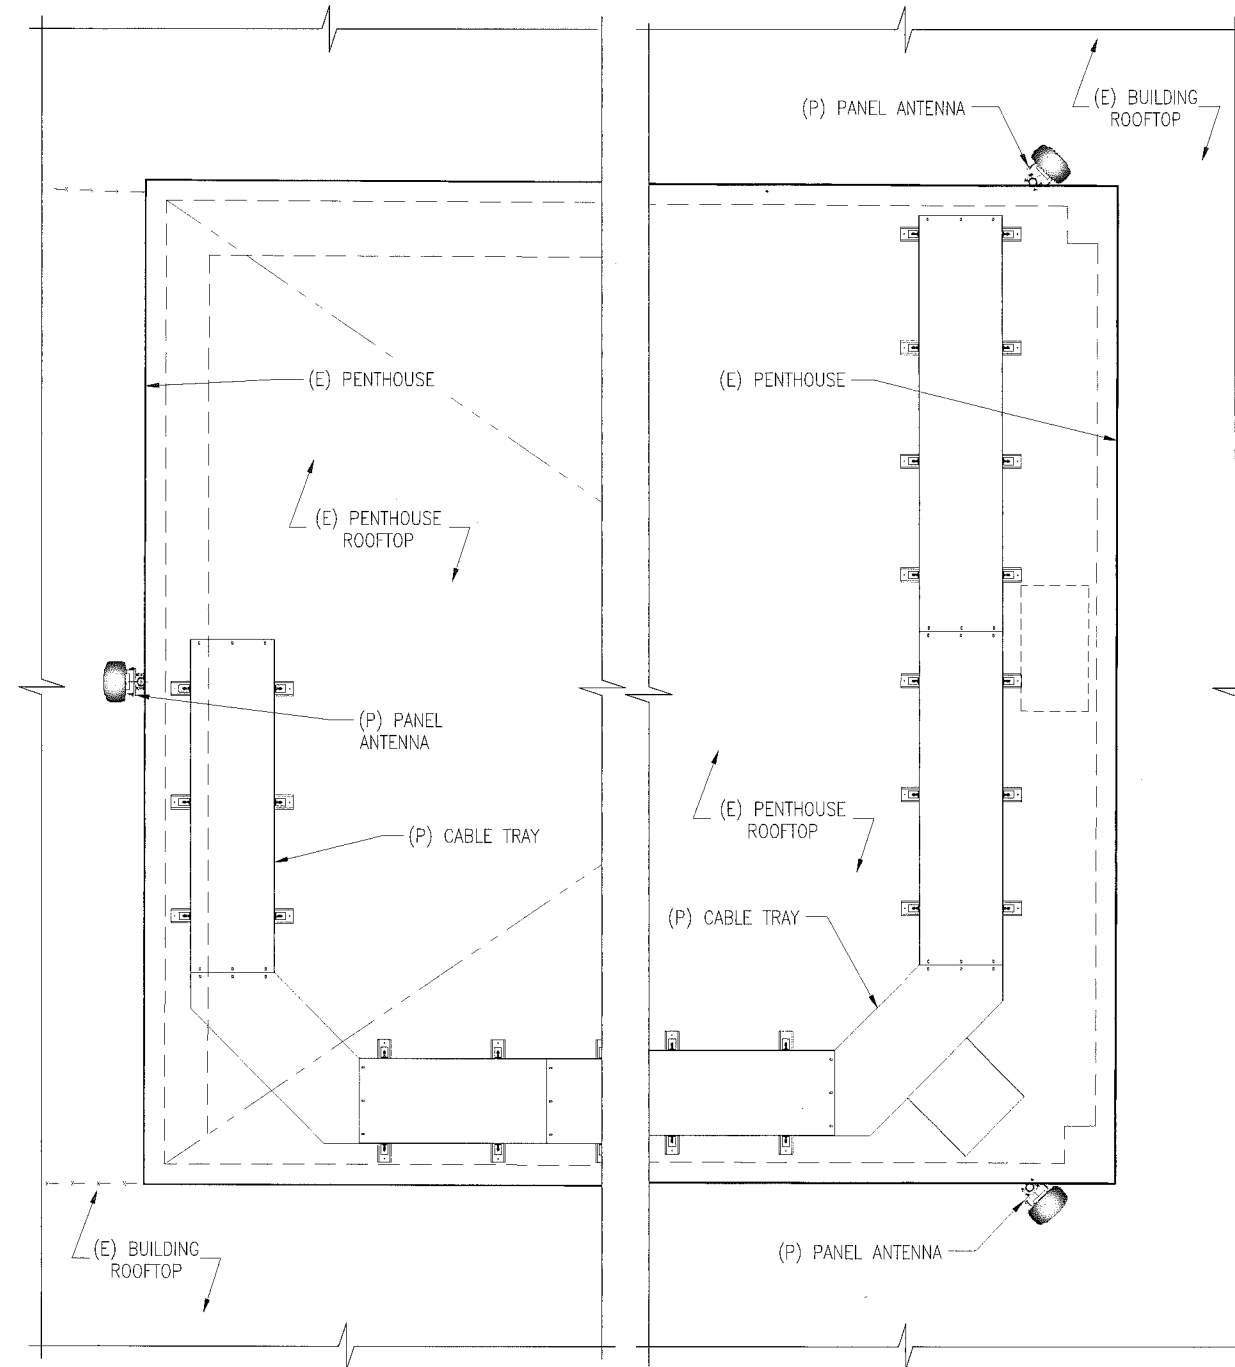 (P) PANEL ANTENNA
(E) BUILDING
ROOFTOP
(E) PENTHOUSE
(E) PENTHOUSE
(E) PENTHOUSE
ROOFTOP
(P) PANEL
ANTENNA
(P) CABLE TRAY
(E) PENTHOUSE
ROOFTOP
(P) CABLE TRAY
(E) BUILDING
ROOFTOP
(P) PANEL ANTENNA